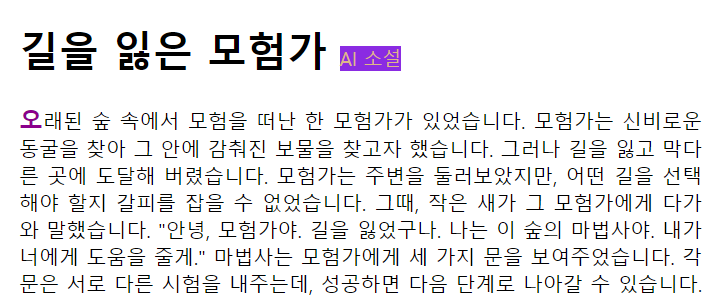 길을 잃은 모험가 AI 소설
오래된 숲 속에서 모험을 떠난 한 모험가가 있었습니다. 모험가는 신비로운
동굴을 찾아 그 안에 감춰진 보물을 찾고자 했습니다. 그러나 길을 잃고 막다
른 곳에 도달해 버렸습니다. 모험가는 주변을 둘러보았지만, 어떤 길을 선택
해야 할지 갈피를 잡을 수 없었습니다. 그때, 작은 새가 그 모험가에게 다가
와 말했습니다. "안녕, 모험가야. 길을 잃었구나. 나는 이 숲의 마법사야. 내가
너에게 도움을 줄게." 마법사는 모험가에게 세 가지 문을 보여주었습니다. 각
문은 서로 다른 시험을 내주는데, 성공하면 다음 단계로 나아갈 수 있습니다.